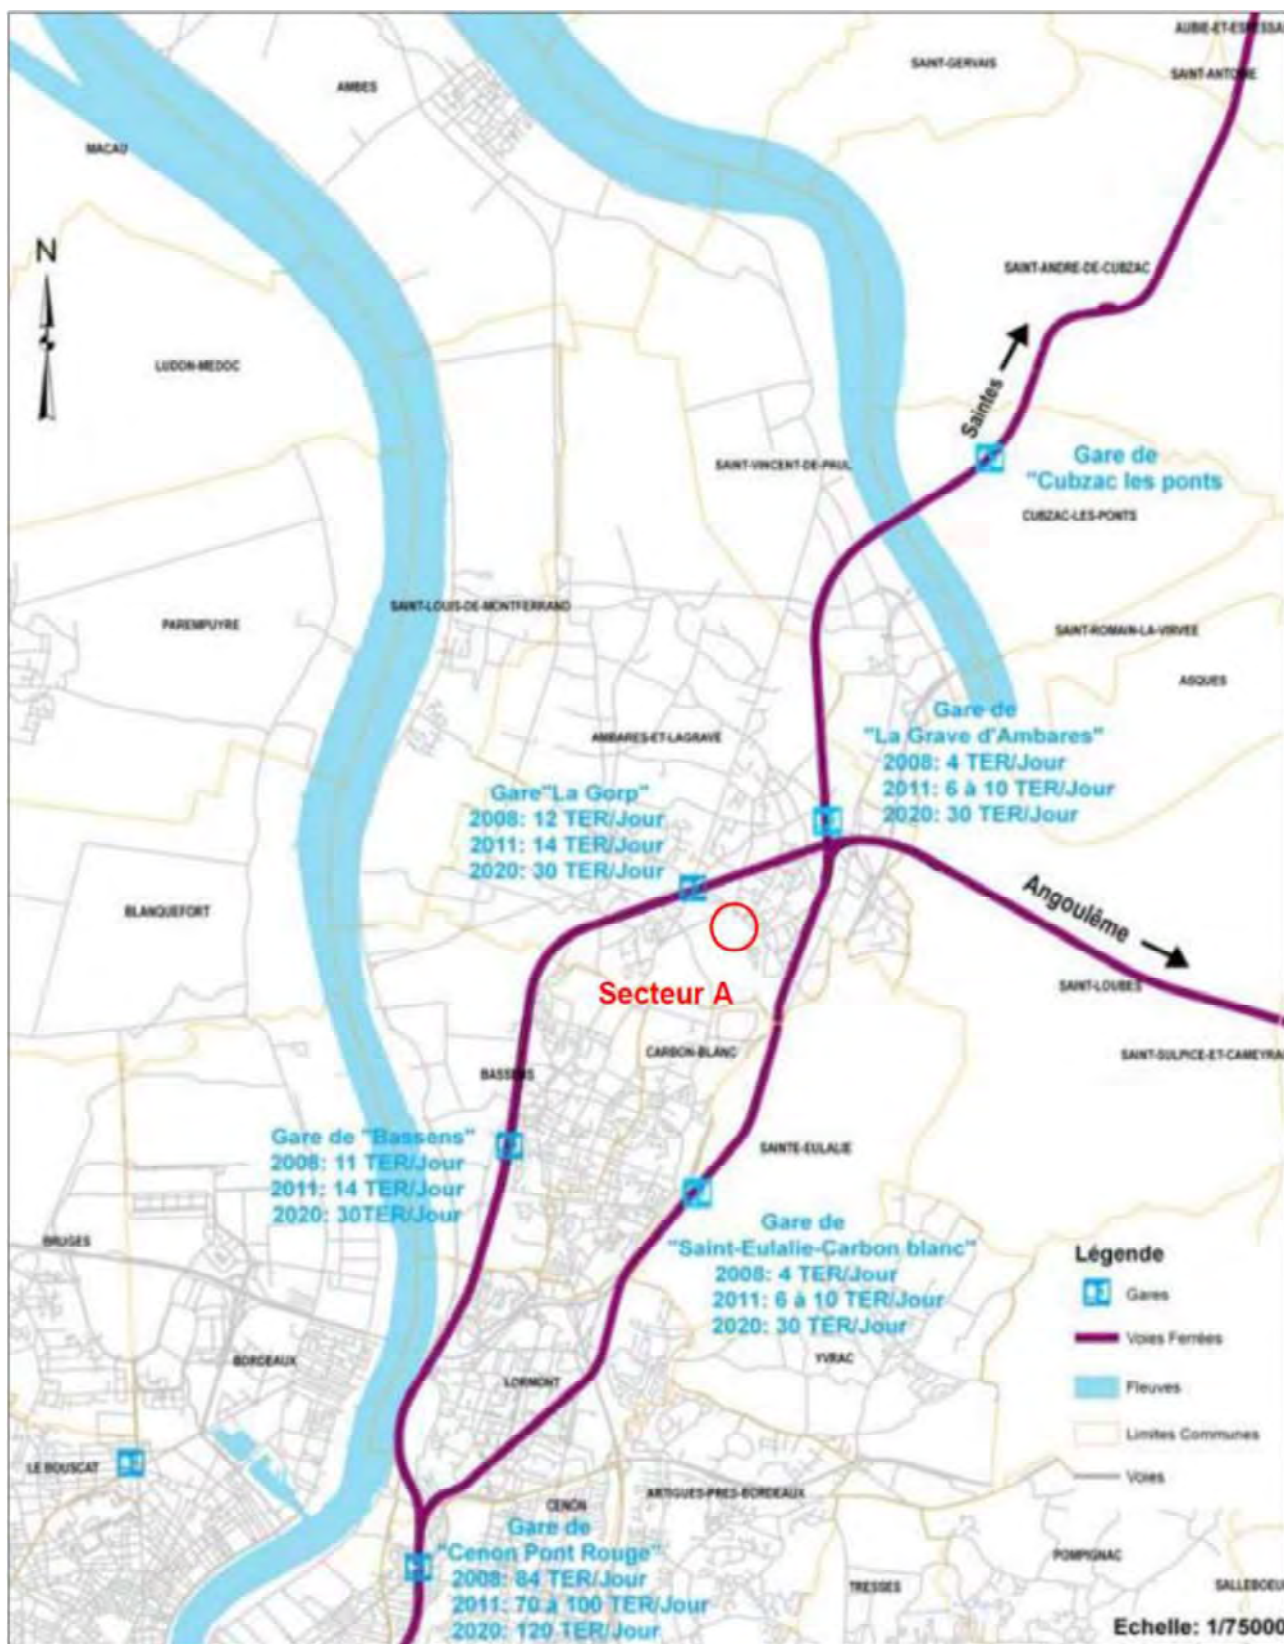 AUBIE-ET-ESPESSA
SAINT-GERVAIS
SAINT-ANTOINE
AMBES
MACAU
N
SAINT-ANDRE-DE-CUBZAC
LUDON-MEDOC
Saintes
SAINT-VINCENT-DE-PAUL
Gare de
"Cubzac les ponts
CUBZAC-LES-PONTS
SAINT-LOUIS-DE-MONTFERRAND
PAREMPUYRE
SAINT-ROMAIN-LA-VIRVEE
ASQUES
AMBARES-ET-LAGRAVE
Gare de
"La Grave d'Ambares"
2008: 4 TER/Jour
2011: 6 à 10 TER/Jour
2020: 30 TER/Jour
Gare"La Gorp"
2008: 12 TER/Jour
2011: 14 TER/Jour
2020: 30 TER/Jour
BLANQUEFORT
Angoulême
Secteur A
SAINT-LOUBES
CARBON-BLANC
SAINT-SULPICE-ET-CAMEYRA
BASSENS
Gare de "Bassens"
2008: 11 TER/Jour
2011: 14 TER/Jour
2020: 30TER/Jour
SAINTE-EULALIE
BRUGES
Gare de
"Saint-Eulalie-Carbon blanc"
2008: 4 TER/Jour
2011: 6 à 10 TER/Jour
2020: 30 TER/Jour
Légende
Gares
Voies Ferrées
Fleuves
Limites Communes
Voies
BORDEAUX
YVRAC
LORMONT
LE BOUSCAT
ARTIGUES-PRES-BORDEAUX
CENON
Gare de
"Cenon Pont Rouge"
2008: 84 TER/Jour
2011: 70 à 100 TER/Jour
2020: 120 TER/Jour
POMPIGNAC
TRESSES
SALLEBOEU
Echelle: 1/75000